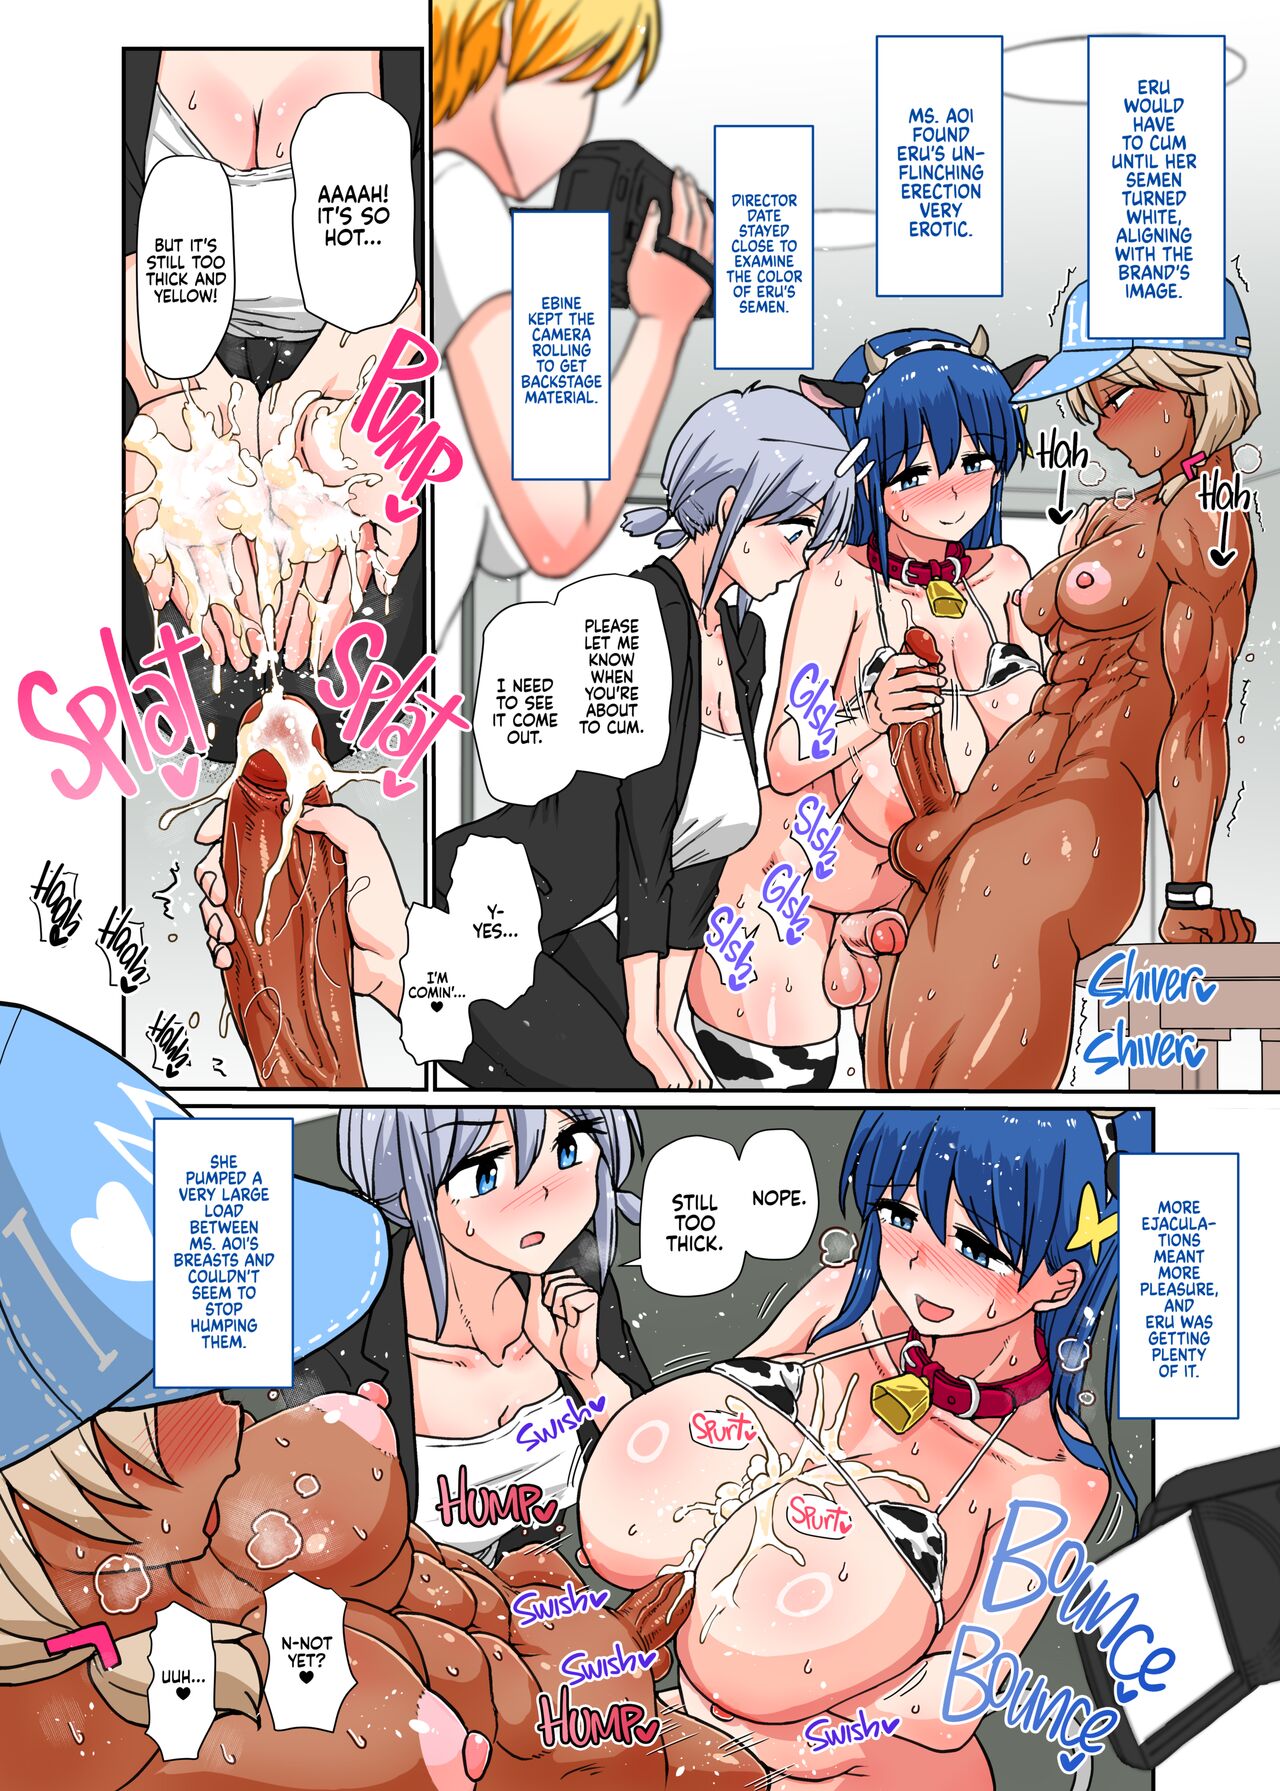 ERU
WOULD
HAVE
TO CUM
UNTIL HER
SEMEN
TURNED
WHITE,
ALIGNING
WITH THE
BRAND'S
IMAGE.
MS. AOI
FOUND
ERU'S UN-
FLINCHING
ERECTION
VERY
EROTIC.
DIRECTOR
DATE
STAYED
CLOSE TO
EXAMINE
THE COLOR
OF ERU'S
SEMEN.
EBINE
KEPT THE
CAMERA
ROLLING
TO GET
BACKSTAGE
MATERIAL.
Hah
Hah
PLEASE
LET ME
KNOW
WHEN
YOU'RE
ABOUT
TO CUM.
I NEED
TO SEE
IT COME
OUT.
Glsh
Slsh
Glsh
Slsh
Y-
YES...
I'M
COMIN'...
♥
Shiver
Shiver
AAAAH!
IT'S SO
HOT...
BUT IT'S
STILL TOO
THICK AND
YELLOW!
PUMP
Splat
Splat
Haah
Haah
Hahh
MORE
EJACULA-
TIONS
MEANT
MORE
PLEASURE,
AND
ERU WAS
GETTING
PLENTY
OF IT.
NOPE.
STILL
TOO
THICK.
SHE
PUMPED A
VERY LARGE
LOAD
BETWEEN
MS. AOI'S
BREASTS AND
COULDN'T
SEEM TO
STOP
HUMPING
THEM.
I
Spurt
Spurt
Swish
HUMP
Swish
Swish
HUMP
Swish
Bounce
Bounce
N-NOT
YET?
♥
UUH...
♥